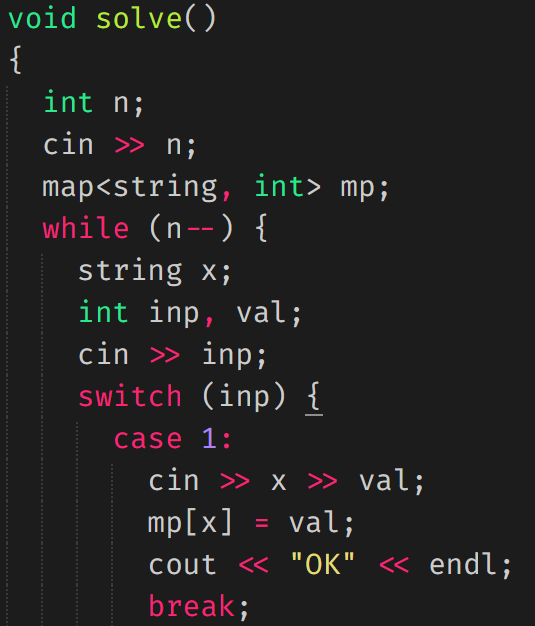 void solve()
{
int n;
cin >> n;
map<string, int> mp;
while (n--) {
string x;
int inp, val;
cin >> inp;
switch (inp) {
case 1:
cin >> x >> val;
mp[x] = val;
cout << "OK" << endl;
break;